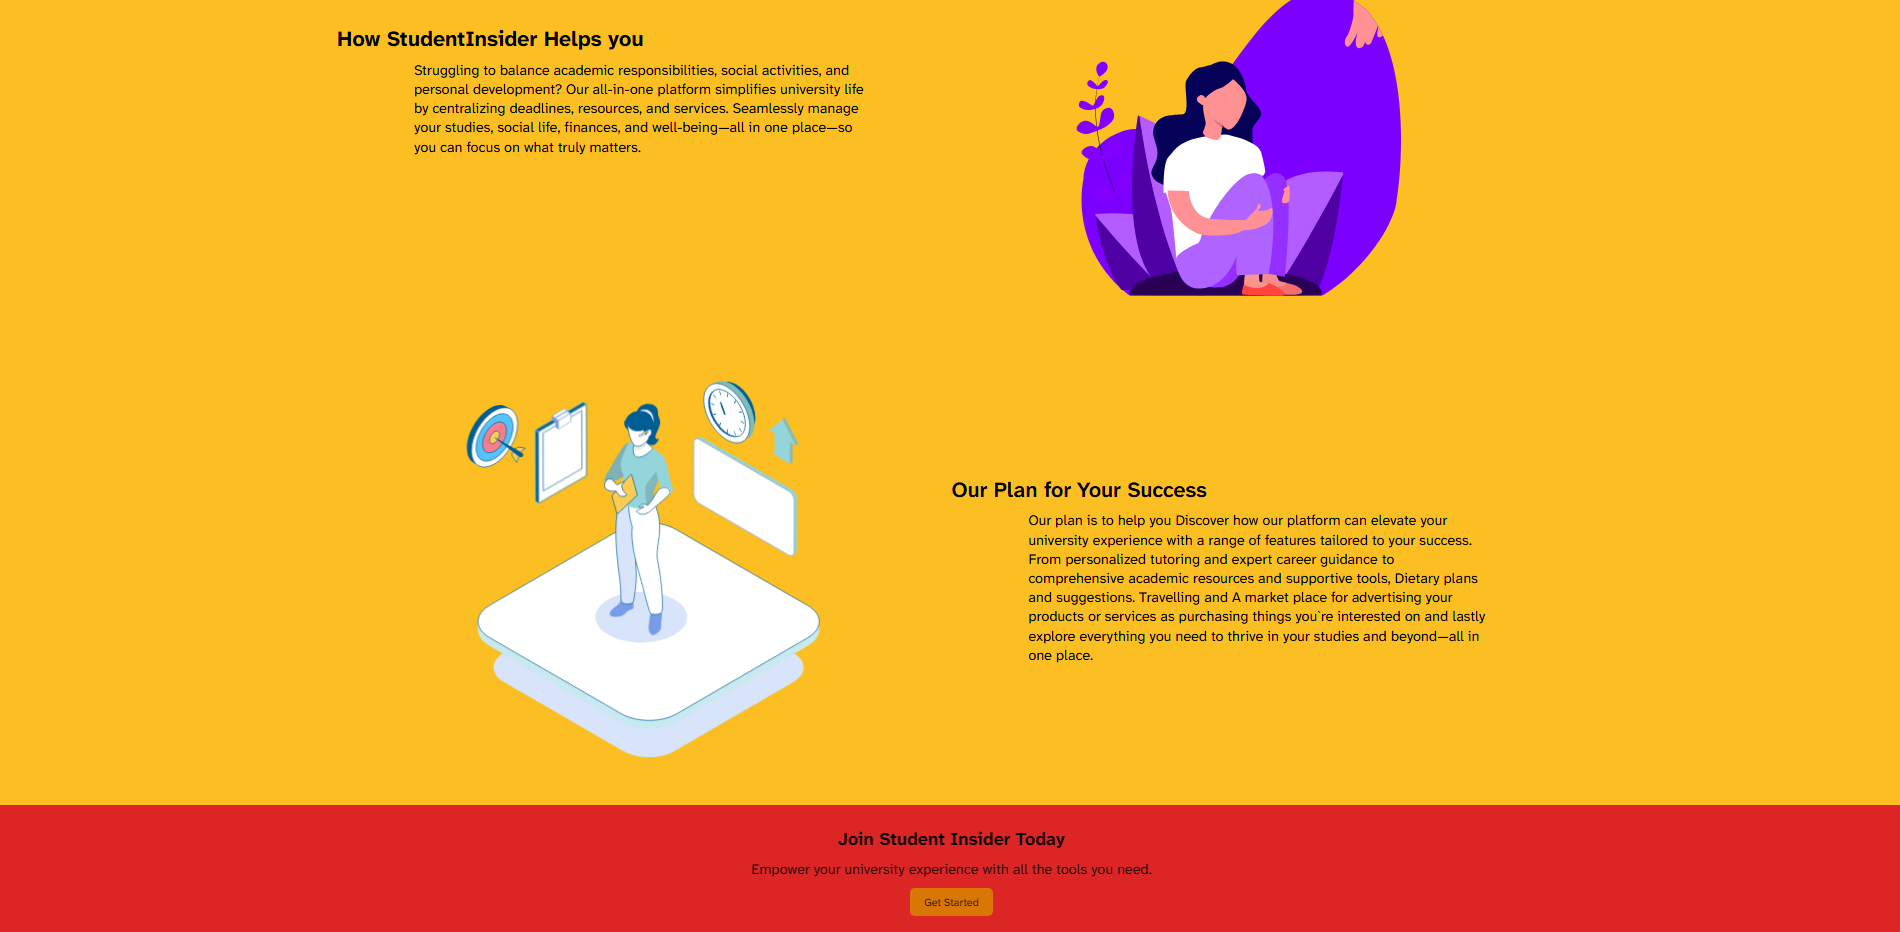 How StudentInsider Helps you
Struggling to balance academic responsibilities, social activities, and
personal development? Our all-in-one platform simplifies university life
by centralizing deadlines, resources, and services. Seamlessly manage
your studies, social life, finances, and well-being—all in one place—so
you can focus on what truly matters.
Our Plan for Your Success
Our plan is to help you Discover how our platform can elevate your
university experience with a range of features tailored to your success.
From personalized tutoring and expert career guidance to
comprehensive academic resources and supportive tools, Dietary plans
and suggestions. Travelling and A market place for advertising your
products or services as purchasing things you`re interested on and lastly
explore everything you need to thrive in your studies and beyond—all in
one place.
Join Student Insider Today
Empower your university experience with all the tools you need.
Get Started